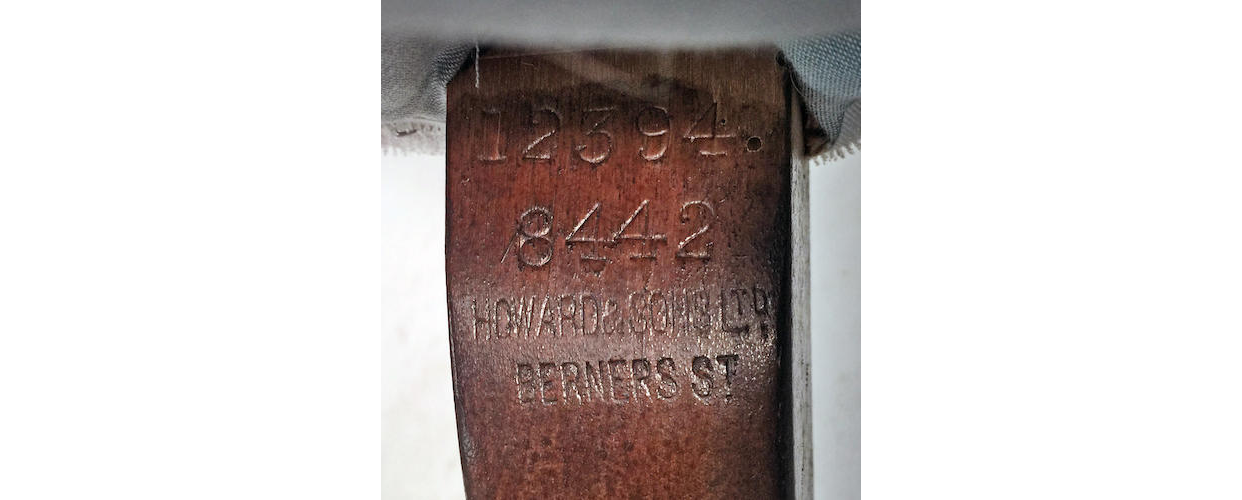 12394.
8442
HOWARD & SONS LTD
BERNERS ST